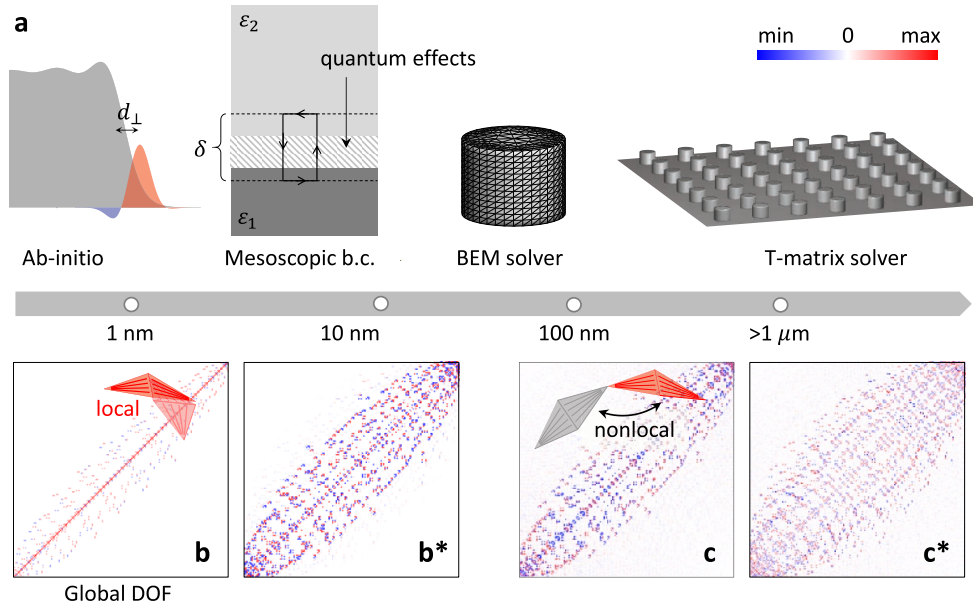 a
ε₂
quantum effects
min 0 max
d⊥
δ
ε₁
Ab-initio
Mesoscopic b.c.
BEM solver
T-matrix solver
1 nm
10 nm
100 nm
>1 μm
local
nonlocal
b
b*
c
c*
Global DOF